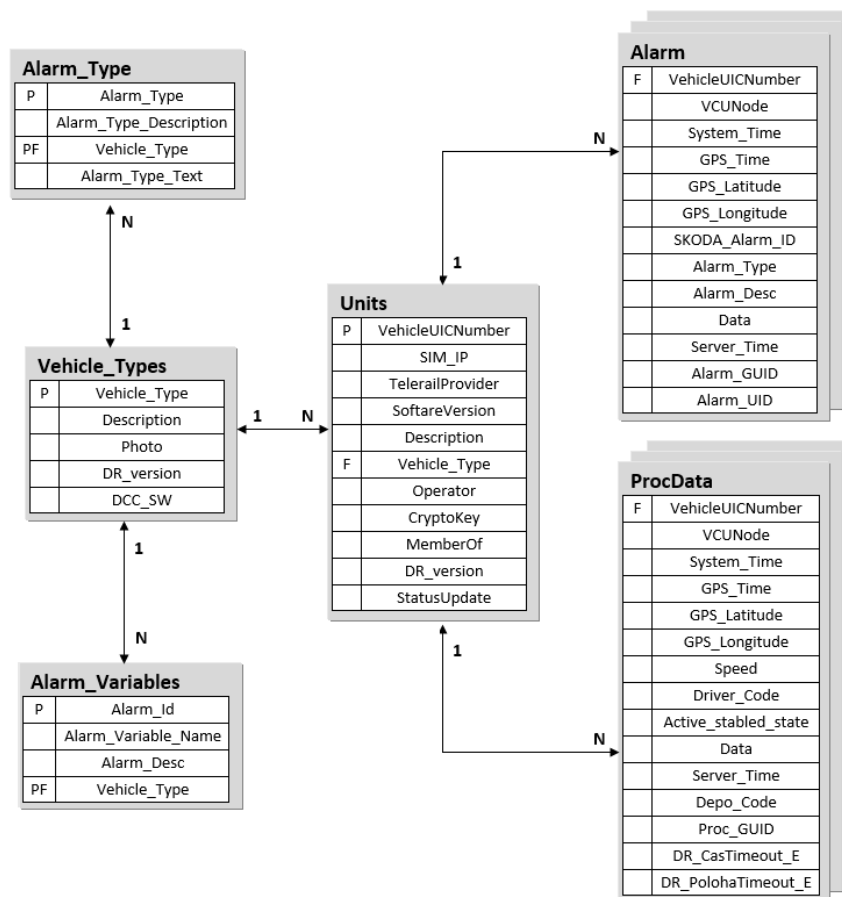 Alarm_Type
P Alarm_Type
Alarm_Type_Description
PF Vehicle_Type
Alarm_Type_Text
N
1
Vehicle_Types
P Vehicle_Type
Description
Photo
DR_version
DCC_SW
1
N
Alarm_Variables
P Alarm_Id
Alarm_Variable_Name
Alarm_Desc
PF Vehicle_Type
1 N
Units
P VehicleUICNumber
SIM_IP
TelerailProvider
SoftareVersion
Description
F Vehicle_Type
Operator
CryptoKey
MemberOf
DR_version
StatusUpdate
N
1
Alarm
F VehicleUICNumber
VCUNode
System_Time
GPS_Time
GPS_Latitude
GPS_Longitude
SKODA_Alarm_ID
Alarm_Type
Alarm_Desc
Data
Server_Time
Alarm_GUID
Alarm_UID
1
N
ProcData
F VehicleUICNumber
VCUNode
System_Time
GPS_Time
GPS_Latitude
GPS_Longitude
Speed
Driver_Code
Active_stabled_state
Data
Server_Time
Depo_Code
Proc_GUID
DR_CasTimeout_E
DR_PolohaTimeout_E